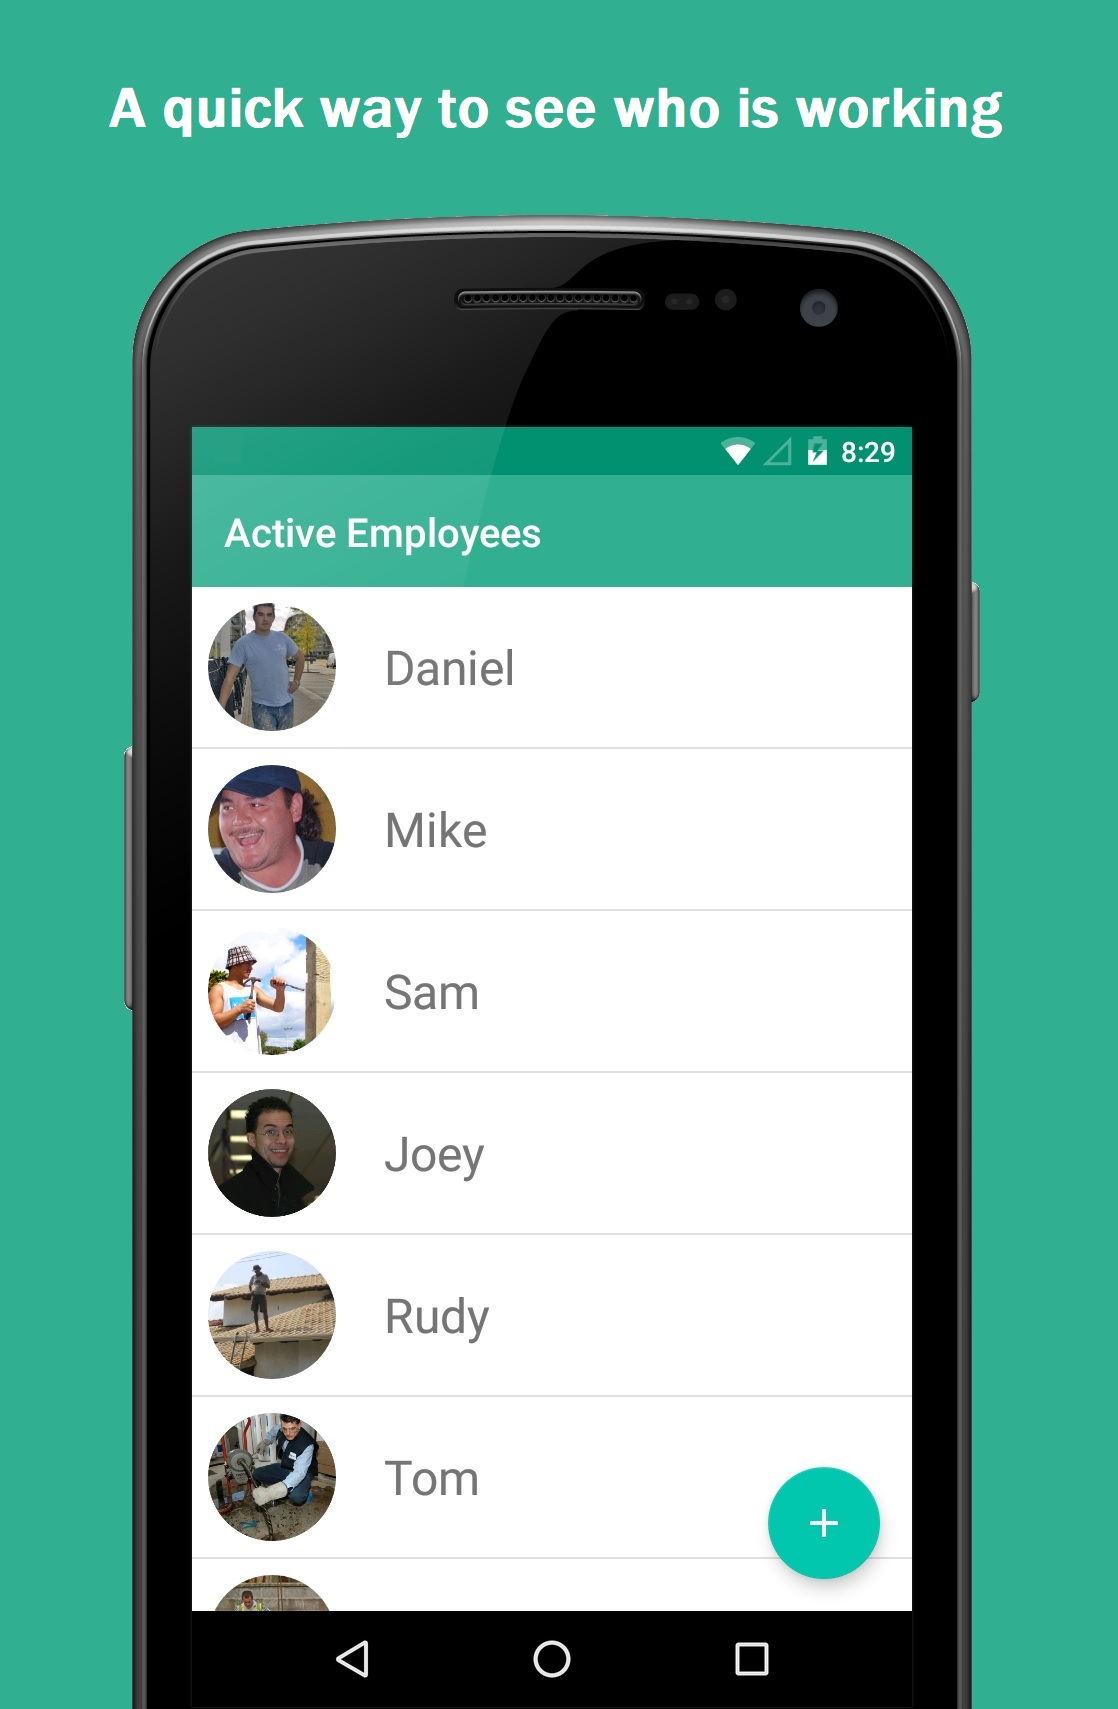 A quick way to see who is working
8:29
Active Employees
Daniel
Mike
Sam
Joey
Rudy
Tom
+